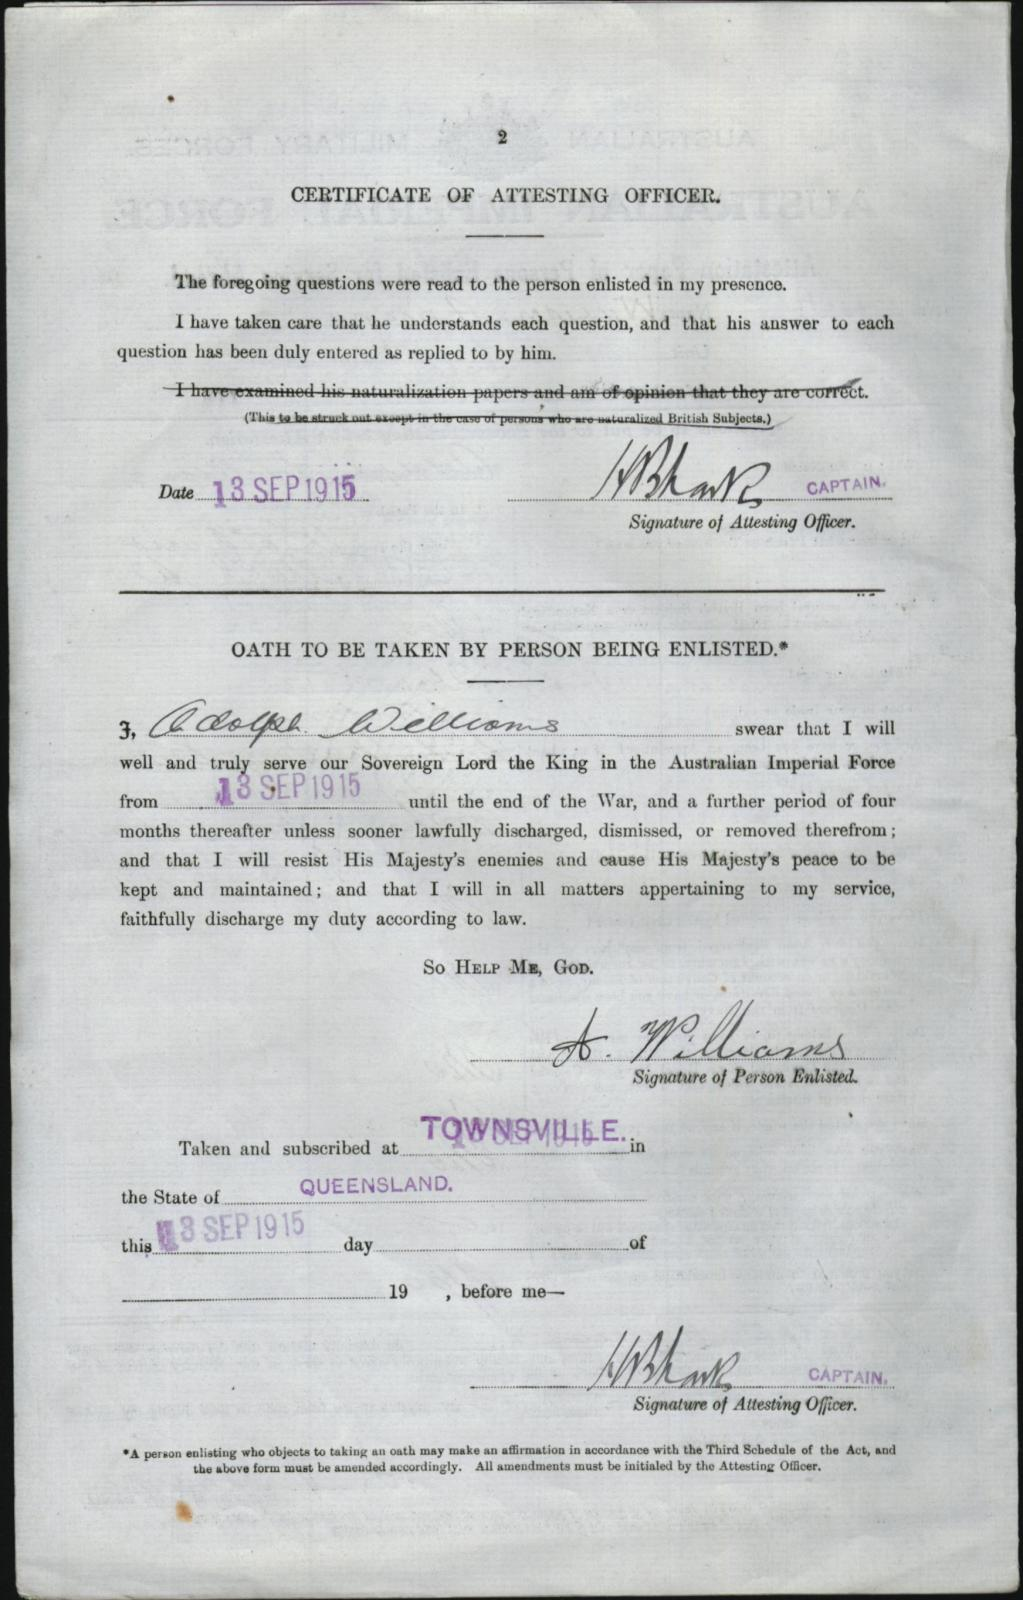 2
CERTIFICATE OF ATTESTING OFFICER.
The foregoing questions were read to the person enlisted in my presence.
I have taken care that he understands each question, and that his answer to each
question has been duly entered as replied to by him.
I have examined his naturalization papers and am of opinion that they are correct.
(This to be struck out except in the case of persons who are naturalized British Subjects.)
Date 13 SEP 1915 CAPTAIN.
Signature of Attesting Officer.
OATH TO BE TAKEN BY PERSON BEING ENLISTED.*
I, Adolph Williams swear that I will
well and truly serve our Sovereign Lord the King in the Australian Imperial Force
from 13 SEP 1915 until the end of the War, and a further period of four
months thereafter unless sooner lawfully discharged, dismissed, or removed therefrom;
and that I will resist His Majesty's enemies and cause His Majesty's peace to be
kept and maintained; and that I will in all matters appertaining to my service,
faithfully discharge my duty according to law.
So Help Me, God.
A. Williams
Signature of Person Enlisted.
Taken and subscribed at TOWNSVILLE. in
the State of QUEENSLAND.
this 13 SEP 1915 day of
19 , before me—
CAPTAIN.
Signature of Attesting Officer.
*A person enlisting who objects to taking an oath may make an affirmation in accordance with the Third Schedule of the Act, and
the above form must be amended accordingly. All amendments must be initialed by the Attesting Officer.